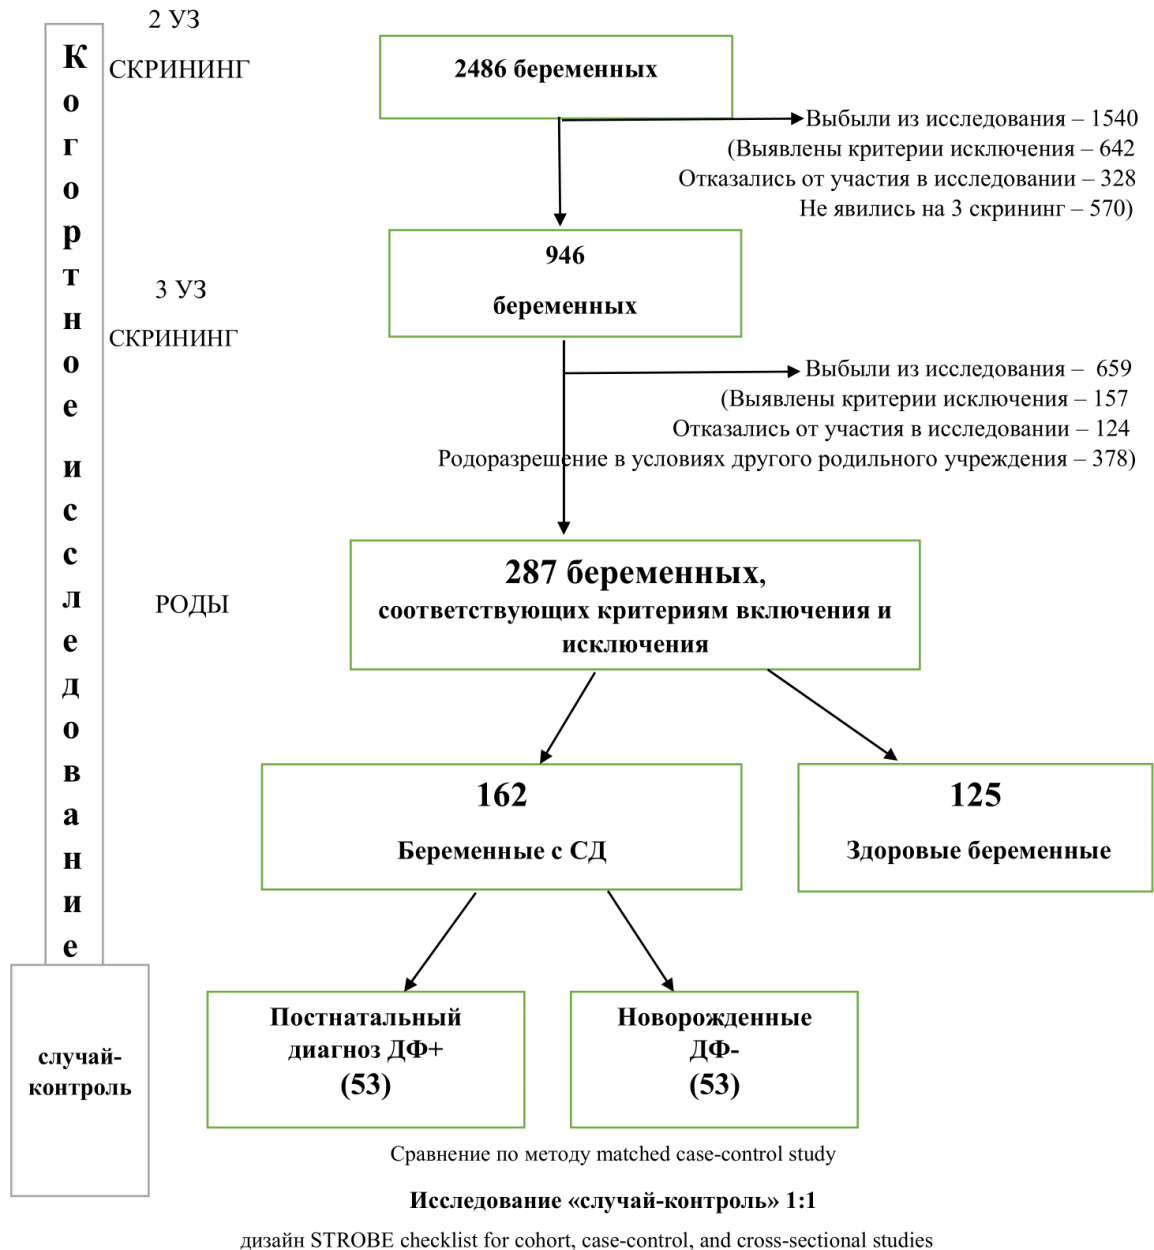 Когортное исследование
2 УЗ
СКРИНИНГ
2486 беременных
Выбыли из исследования – 1540
(Выявлены критерии исключения – 642
Отказались от участия в исследовании – 328
Не явились на 3 скрининг – 570)
946
беременных
3 УЗ
СКРИНИНГ
Выбыли из исследования – 659
(Выявлены критерии исключения – 157
Отказались от участия в исследовании – 124
Родоразрешение в условиях другого родильного учреждения – 378)
РОДЫ
287 беременных,
соответствующих критериям включения и
исключения
162
Беременные с СД
125
Здоровые беременные
случай-
контроль
Постнатальный
диагноз ДФ+
(53)
Новорожденные
ДФ-
(53)
Сравнение по методу matched case-control study
Исследование «случай-контроль» 1:1
дизайн STROBE checklist for cohort, case-control, and cross-sectional studies